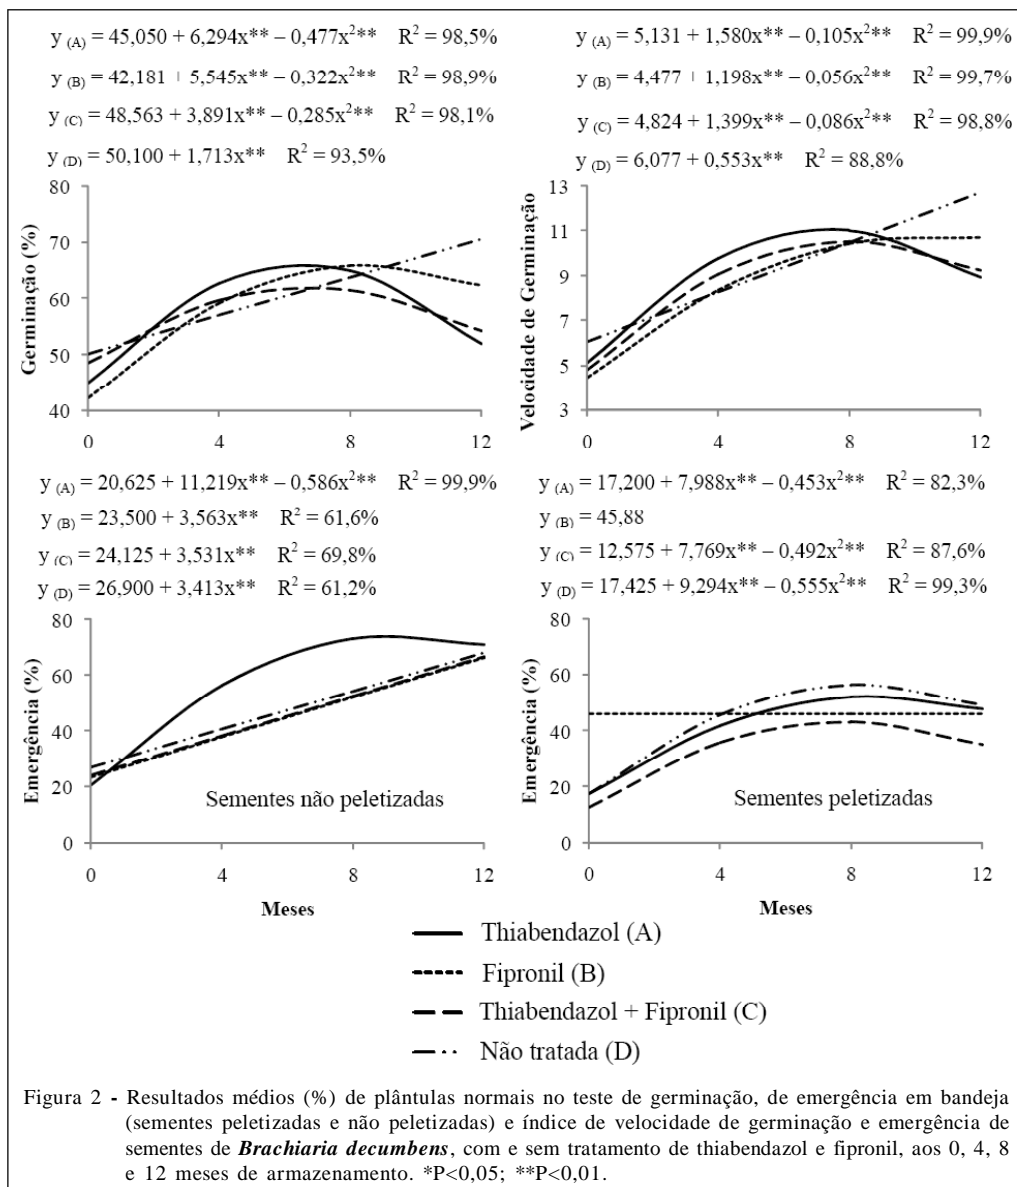 y (A) = 45,050 + 6,294x** – 0,477x²** R² = 98,5%
y (B) = 42,181 + 5,545x** – 0,322x²** R² = 98,9%
y (C) = 48,563 + 3,891x** – 0,285x²** R² = 98,1%
y (D) = 50,100 + 1,713x** R² = 93,5%
y (A) = 5,131 + 1,580x** – 0,105x²** R² = 99,9%
y (B) = 4,477 + 1,198x** – 0,056x²** R² = 99,7%
y (C) = 4,824 + 1,399x** – 0,086x²** R² = 98,8%
y (D) = 6,077 + 0,553x** R² = 88,8%
Germinação (%)
80
70
60
50
40
0 4 8 12
Velocidade de Germinação
13
11
9
7
5
3
0 4 8 12
y (A) = 20,625 + 11,219x** – 0,586x²** R² = 99,9%
y (B) = 23,500 + 3,563x** R² = 61,6%
y (C) = 24,125 + 3,531x** R² = 69,8%
y (D) = 26,900 + 3,413x** R² = 61,2%
y (A) = 17,200 + 7,988x** – 0,453x²** R² = 82,3%
y (B) = 45,88
y (C) = 12,575 + 7,769x** – 0,492x²** R² = 87,6%
y (D) = 17,425 + 9,294x** – 0,555x²** R² = 99,3%
Emergência (%)
80
60
40
20
0
Sementes não peletizadas
0 4 8 12
Meses
Emergência (%)
80
60
40
20
0
Sementes peletizadas
0 4 8 12
Meses
Thiabendazol (A)
Fipronil (B)
Thiabendazol + Fipronil (C)
Não tratada (D)
Figura 2 - Resultados médios (%) de plântulas normais no teste de germinação, de emergência em bandeja
(sementes peletizadas e não peletizadas) e índice de velocidade de germinação e emergência de
sementes de Brachiaria decumbens, com e sem tratamento de thiabendazol e fipronil, aos 0, 4, 8
e 12 meses de armazenamento. *P<0,05; **P<0,01.